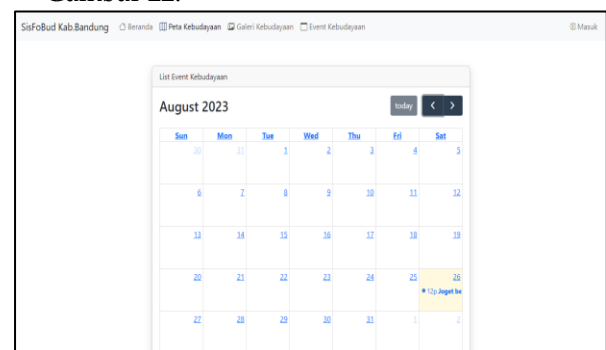 SisFoBud Kab.Bandung Beranda Peta Kebudayaan Galeri Kebudayaan Event Kebudayaan Masuk
List Event Kebudayaan
August 2023 today < >
Sun Mon Tue Wed Thu Fri Sat
30 31 1 2 3 4 5
6 7 8 9 10 11 12
13 14 15 16 17 18 19
20 21 22 23 24 25 26
12p Joget be
27 28 29 30 31 1 2